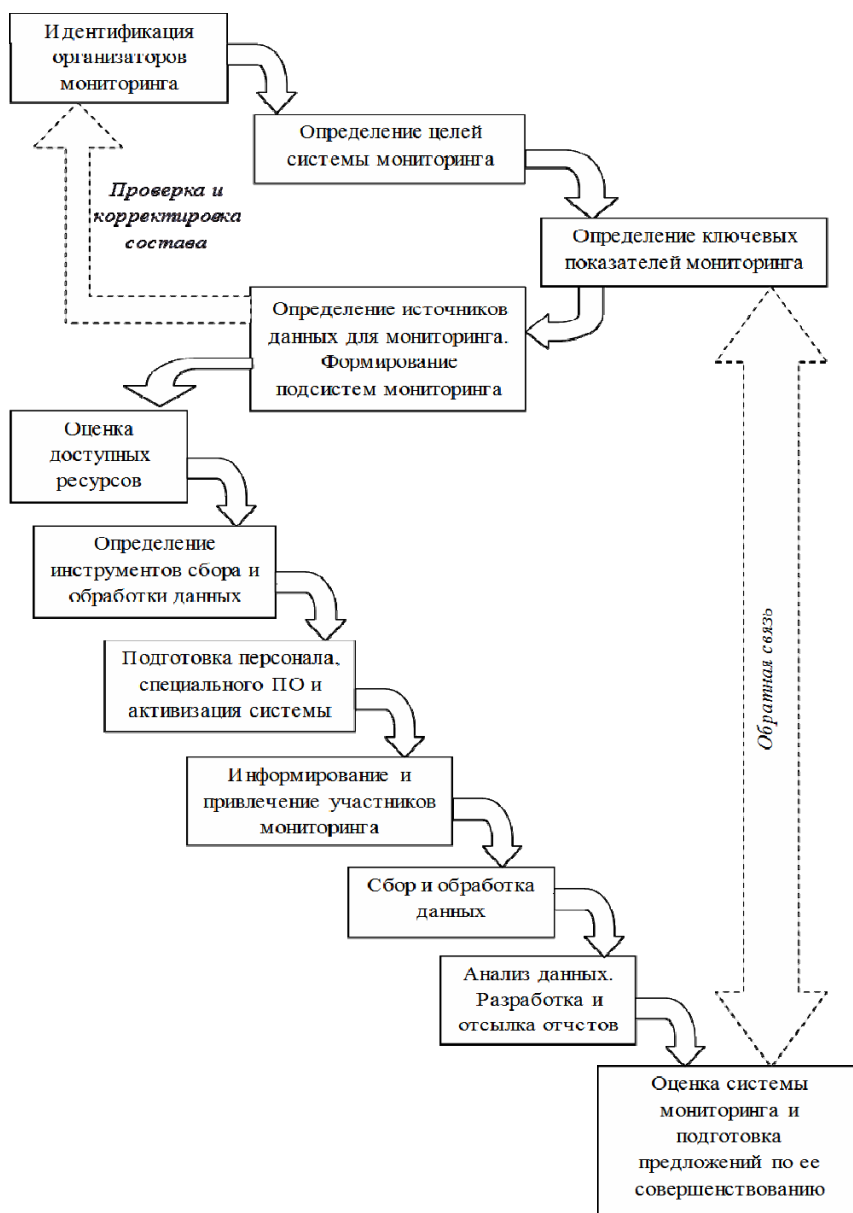 Идентификация
организаторов
мониторинга
Определение целей
системы мониторинга
Проверка и
корректировка
состава
Определение ключевых
показателей мониторинга
Определение источников
данных для мониторинга.
Формирование
подсистем мониторинга
Оценка
доступных
ресурсов
Определение
инструментов сбора и
обработки данных
Подготовка персонала,
специального ПО и
активизация системы
Информирование и
привлечение участников
мониторинга
Сбор и обработка
данных
Анализ данных.
Разработка и
отсылка отчетов
Обратная связь
Оценка системы
мониторинга и
подготовка
предложений по ее
совершенствованию